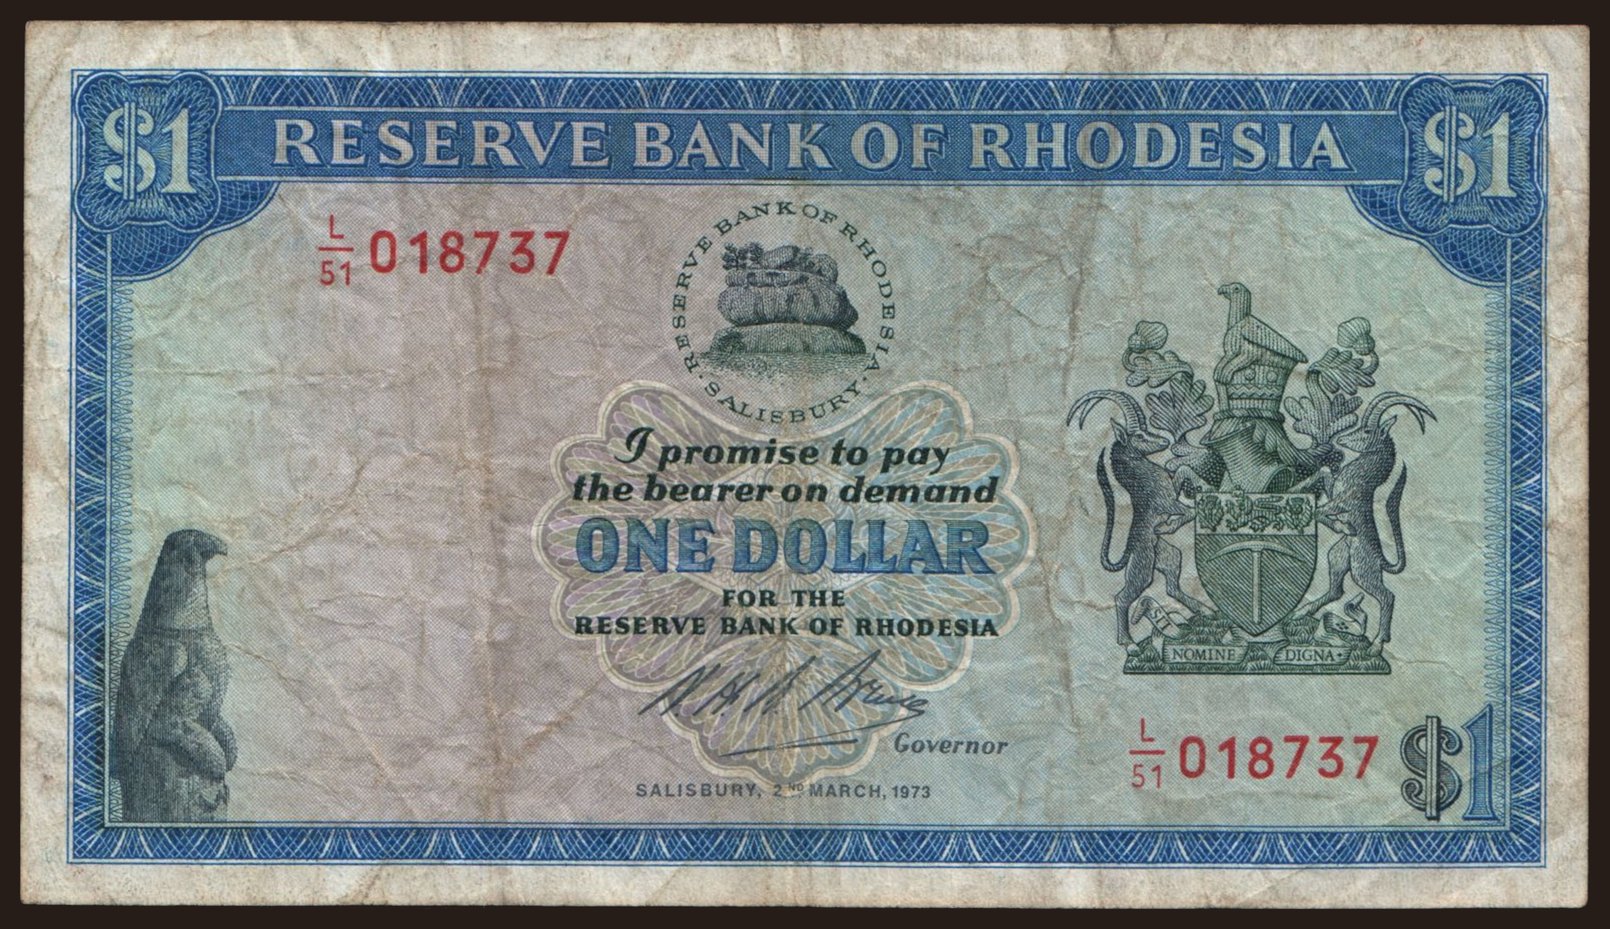 $1
RESERVE BANK OF RHODESIA
$1
L/51 018737
RESERVE BANK OF RHODESIA · SALISBURY ·
I promise to pay
the bearer on demand
ONE DOLLAR
FOR THE
RESERVE BANK OF RHODESIA
SIT NOMINE DIGNA
Governor
SALISBURY, 2ND MARCH, 1973
L/51 018737
$1